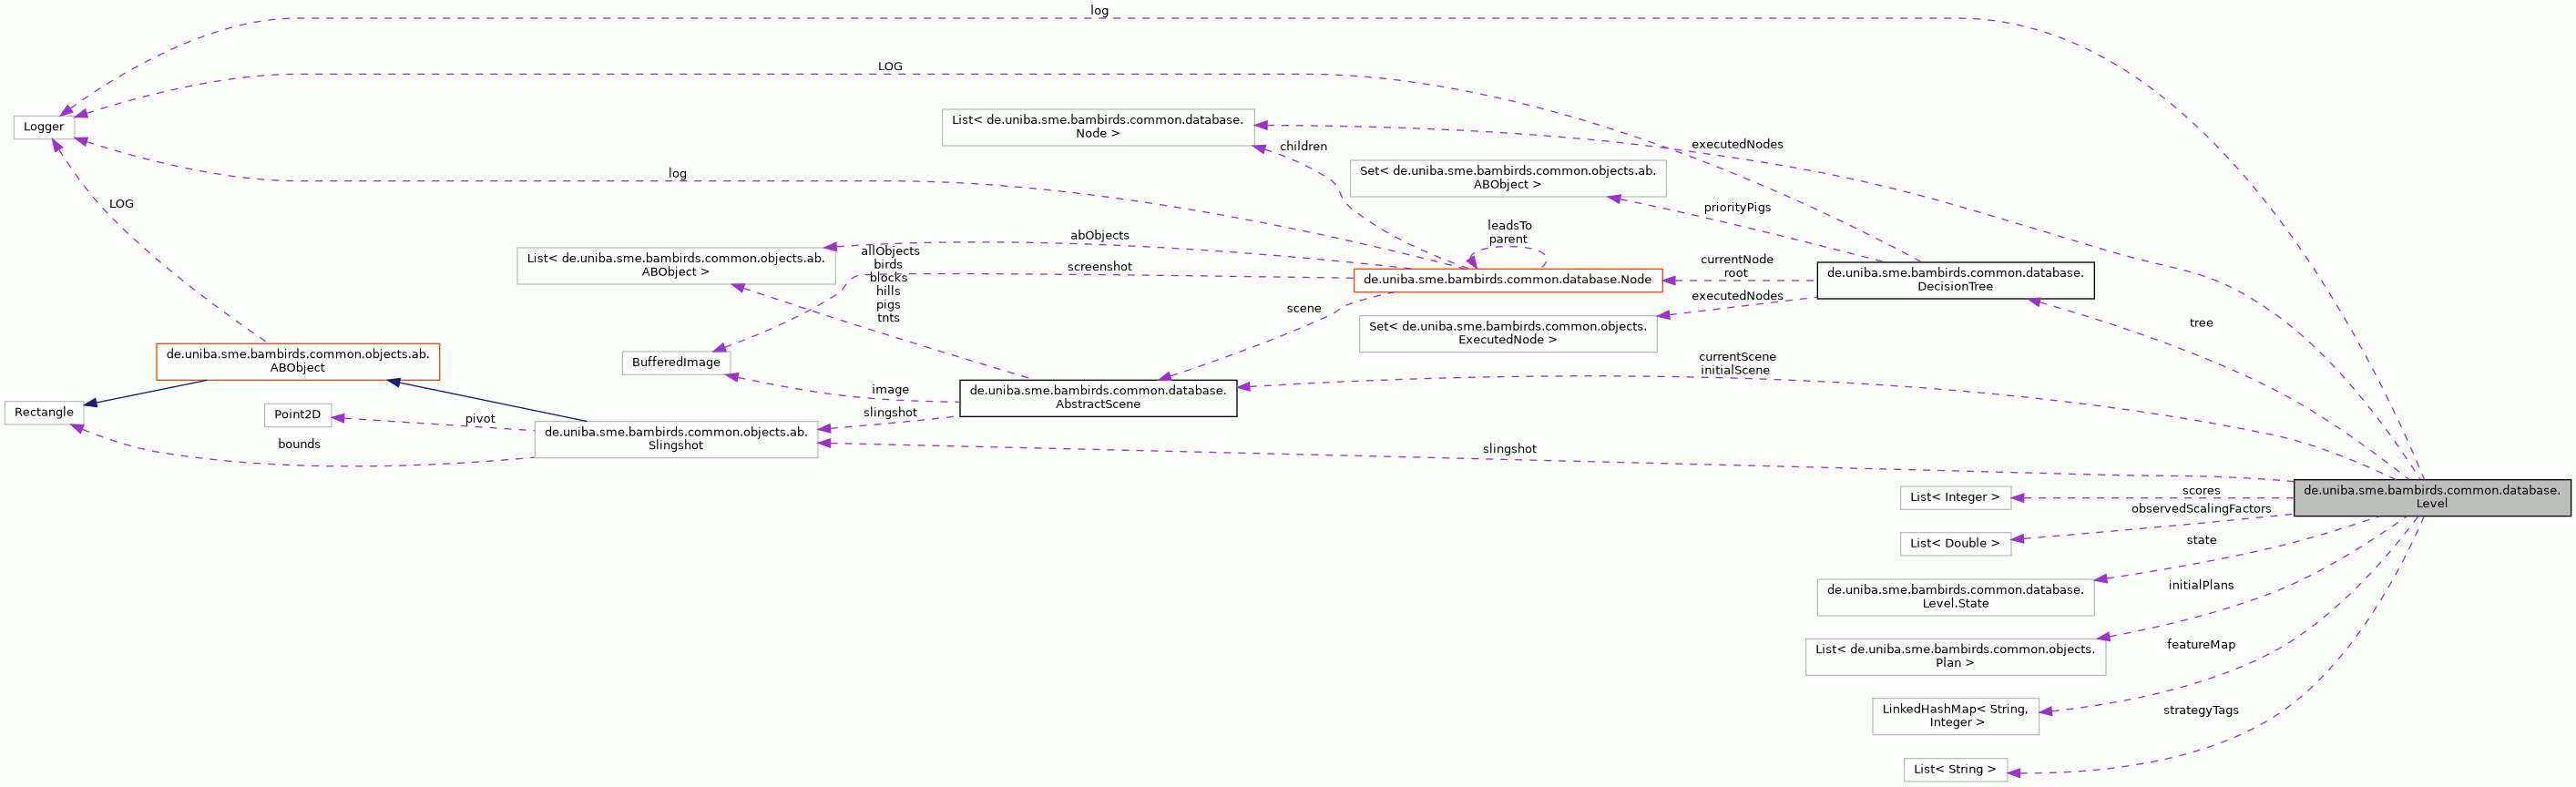 log
LOG
List< de.uniba.sme.bambirds.common.database.
Node >
Logger
executedNodes
children
log
Set< de.uniba.sme.bambirds.common.objects.ab.
ABObject >
LOG
priorityPigs
leadsTo
parent
abObjects
List< de.uniba.sme.bambirds.common.objects.ab.
ABObject >
allObjects
birds
blocks
hills
pigs
tnts
screenshot
de.uniba.sme.bambirds.common.database.Node
currentNode
root
de.uniba.sme.bambirds.common.database.
DecisionTree
executedNodes
scene
Set< de.uniba.sme.bambirds.common.objects.
ExecutedNode >
tree
de.uniba.sme.bambirds.common.objects.ab.
ABObject
BufferedImage
currentScene
initialScene
image
de.uniba.sme.bambirds.common.database.
AbstractScene
Rectangle
Point2D
pivot
slingshot
bounds
de.uniba.sme.bambirds.common.objects.ab.
Slingshot
slingshot
List< Integer >
scores
de.uniba.sme.bambirds.common.database.
Level
observedScalingFactors
List< Double >
state
de.uniba.sme.bambirds.common.database.
Level.State
initialPlans
List< de.uniba.sme.bambirds.common.objects.
Plan >
featureMap
LinkedHashMap< String,
Integer >
strategyTags
List< String >